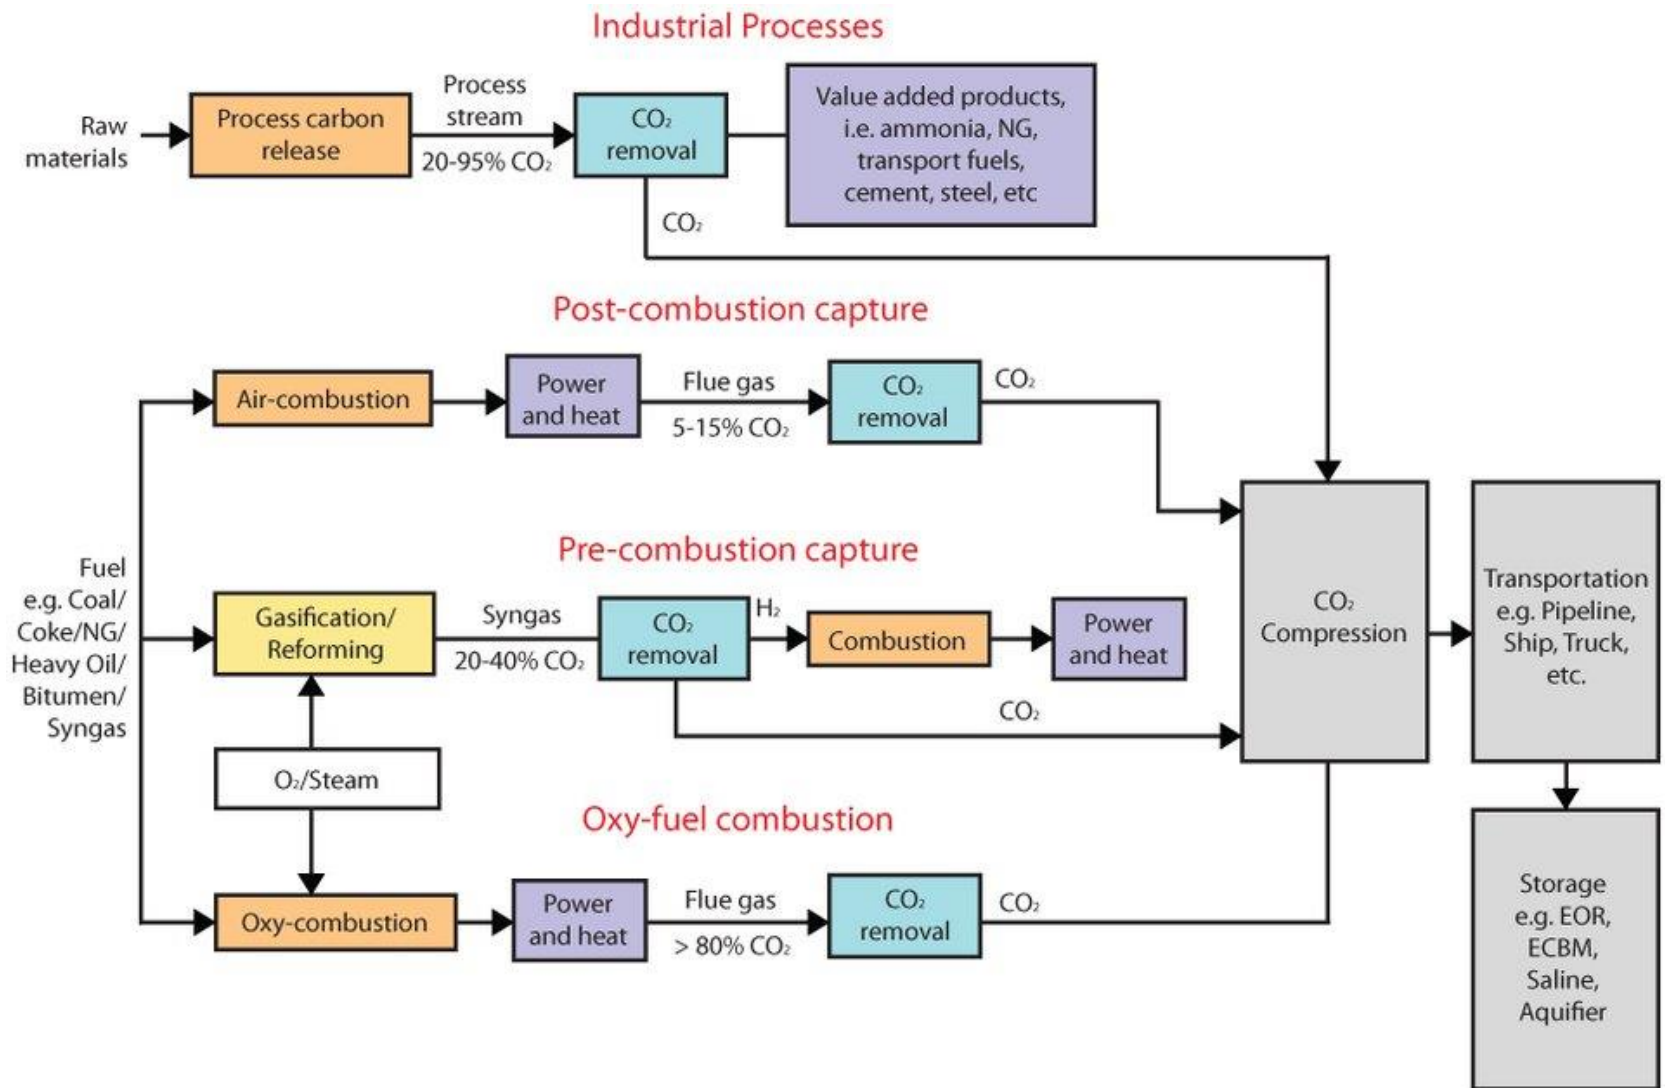 Industrial Processes
Raw
materials
Process carbon
release
Process
stream
20-95% CO₂
CO₂
removal
Value added products,
i.e. ammonia, NG,
transport fuels,
cement, steel, etc
CO₂
Post-combustion capture
Air-combustion
Power
and heat
Flue gas
5-15% CO₂
CO₂
removal
CO₂
Pre-combustion capture
Fuel
e.g. Coal/
Coke/NG/
Heavy Oil/
Bitumen/
Syngas
Gasification/
Reforming
Syngas
20-40% CO₂
CO₂
removal
H₂
Combustion
Power
and heat
CO₂
CO₂
Compression
Transportation
e.g. Pipeline,
Ship, Truck,
etc.
O₂/Steam
Oxy-fuel combustion
Oxy-combustion
Power
and heat
Flue gas
> 80% CO₂
CO₂
removal
CO₂
Storage
e.g. EOR,
ECBM,
Saline,
Aquifier